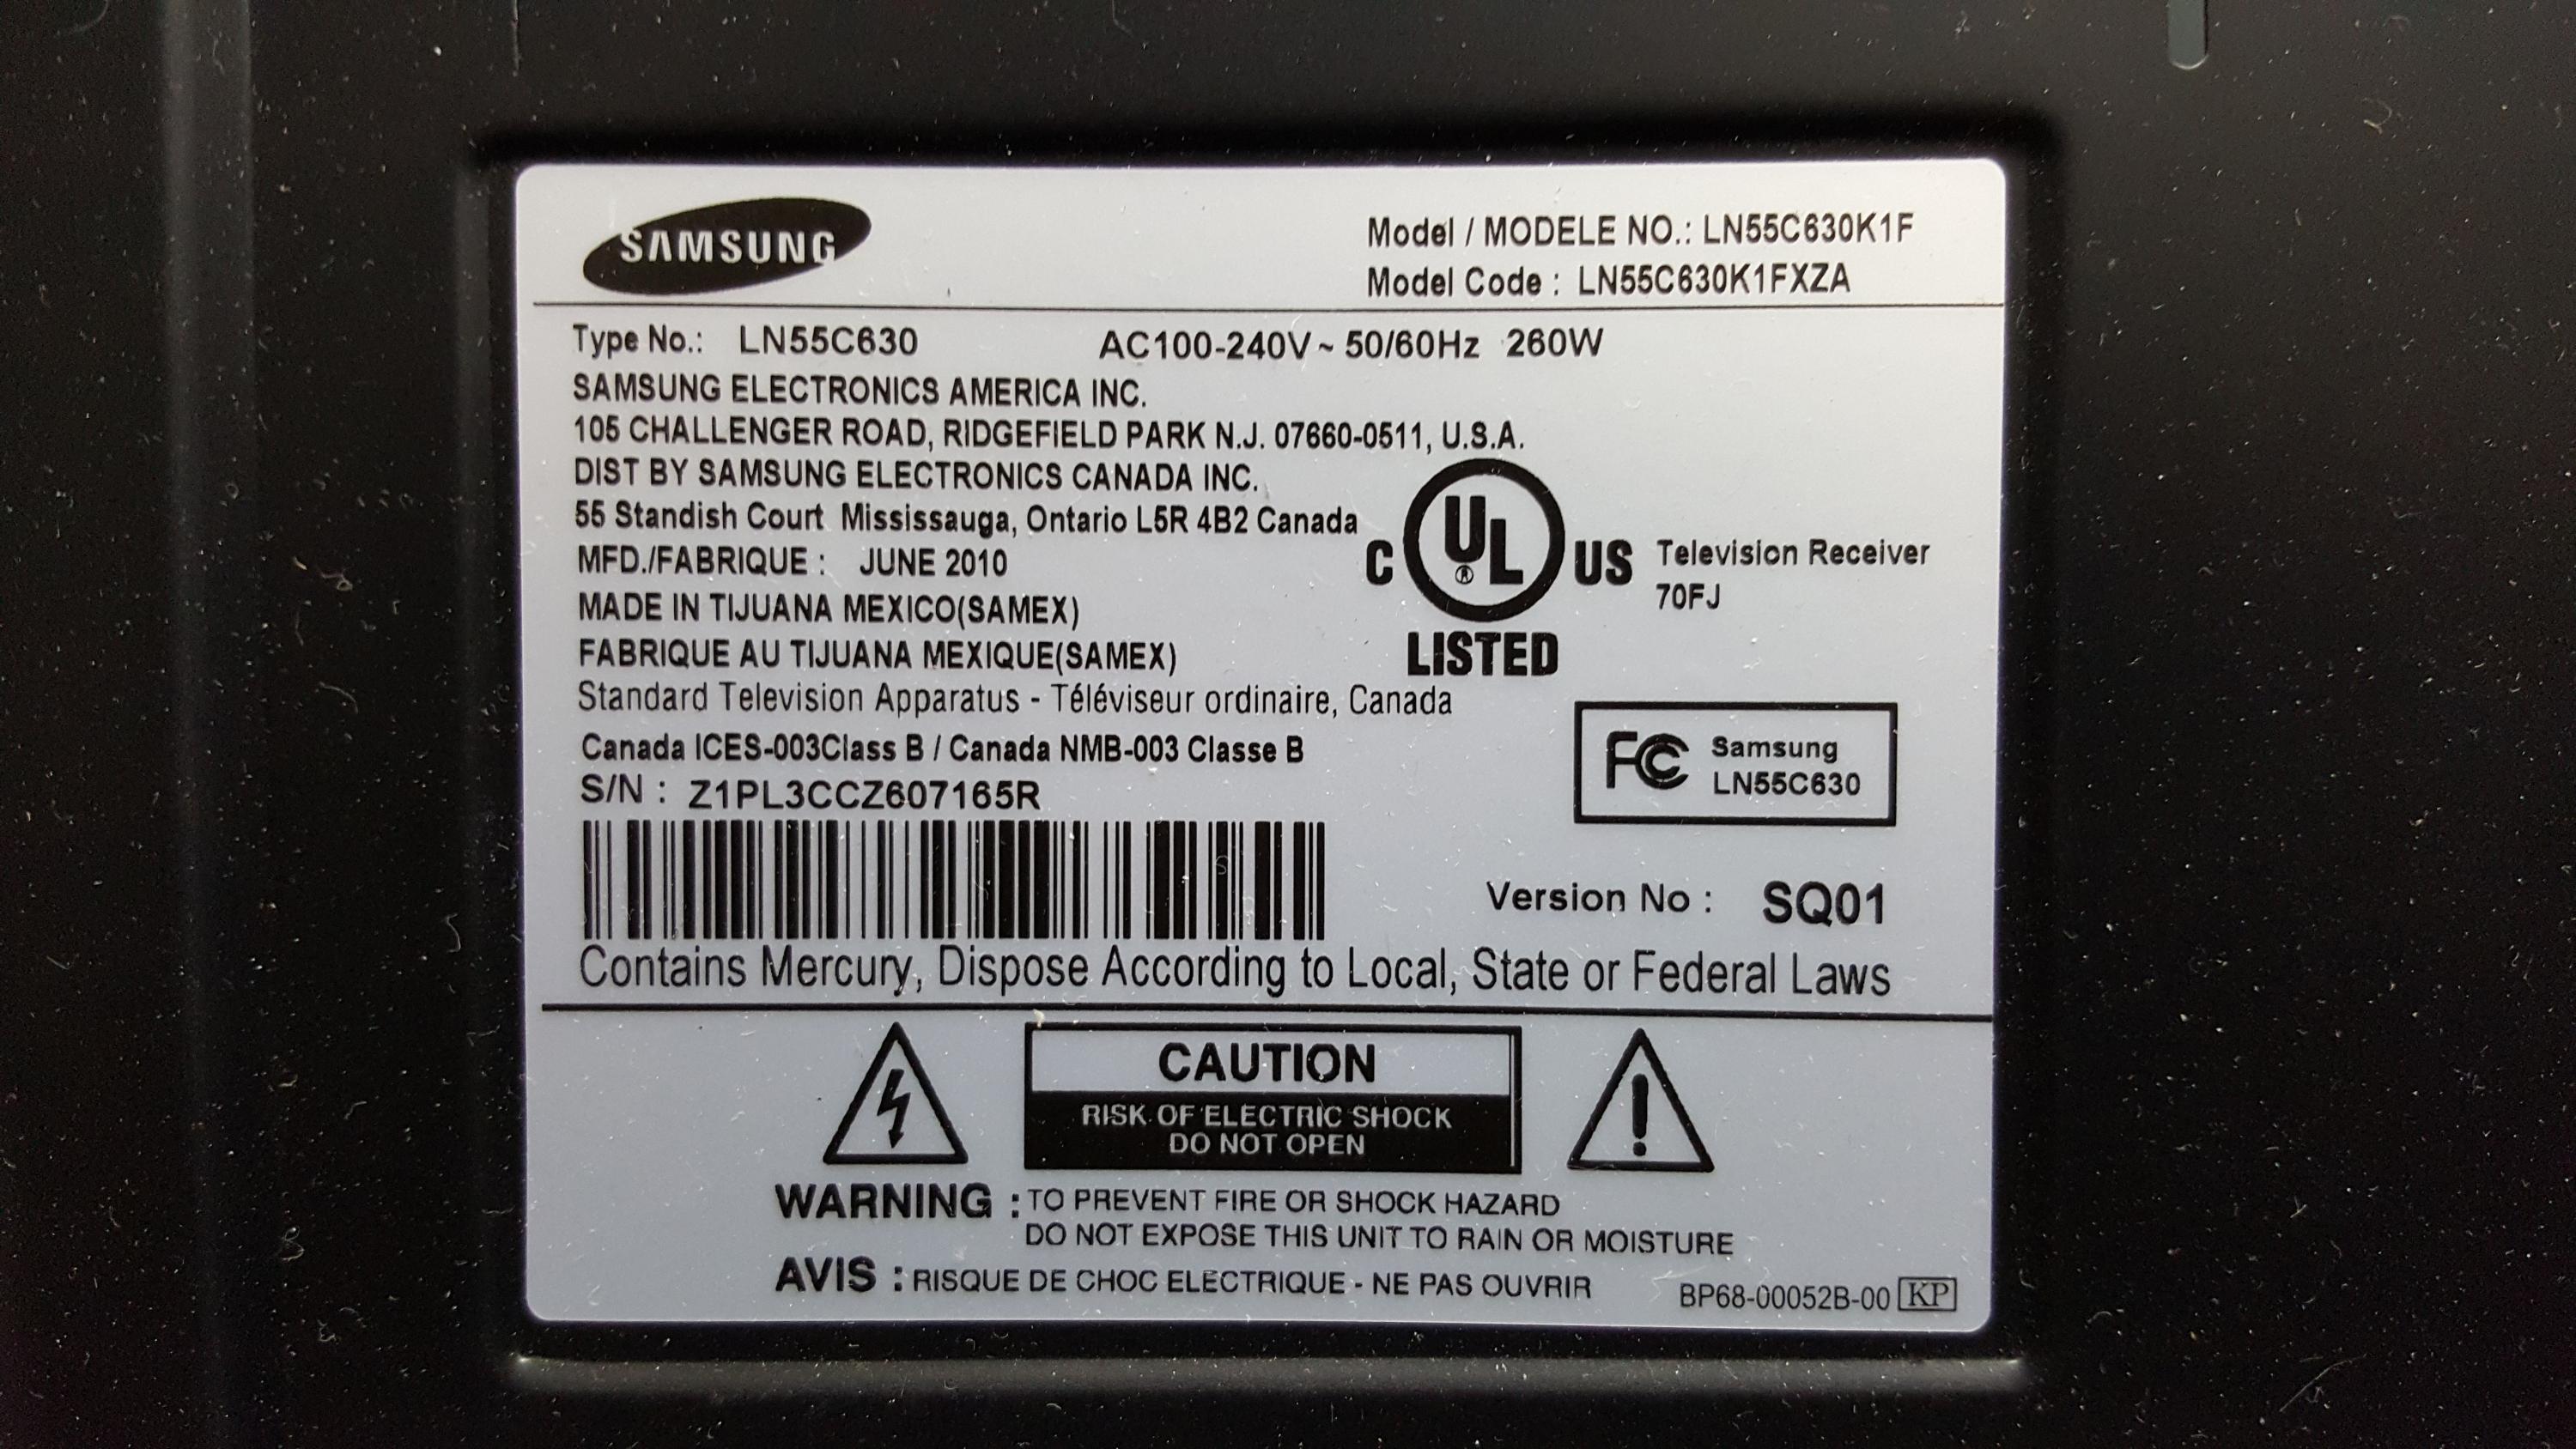 SAMSUNG
Model / MODELE NO.: LN55C630K1F
Model Code : LN55C630K1FXZA
Type No.: LN55C630 AC100-240V~ 50/60Hz 260W
SAMSUNG ELECTRONICS AMERICA INC.
105 CHALLENGER ROAD, RIDGEFIELD PARK N.J. 07660-0511, U.S.A.
DIST BY SAMSUNG ELECTRONICS CANADA INC.
55 Standish Court Mississauga, Ontario L5R 4B2 Canada
MFD./FABRIQUE : JUNE 2010
MADE IN TIJUANA MEXICO(SAMEX)
FABRIQUE AU TIJUANA MEXIQUE(SAMEX)
C UL ® US
LISTED
Television Receiver
70FJ
Standard Television Apparatus - Téléviseur ordinaire, Canada
Canada ICES-003Class B / Canada NMB-003 Classe B
S/N : Z1PL3CCZ607165R
FC Samsung
LN55C630
Version No : SQ01
Contains Mercury, Dispose According to Local, State or Federal Laws
CAUTION
RISK OF ELECTRIC SHOCK
DO NOT OPEN
WARNING : TO PREVENT FIRE OR SHOCK HAZARD
DO NOT EXPOSE THIS UNIT TO RAIN OR MOISTURE
AVIS : RISQUE DE CHOC ELECTRIQUE - NE PAS OUVRIR
BP68-00052B-00 KP